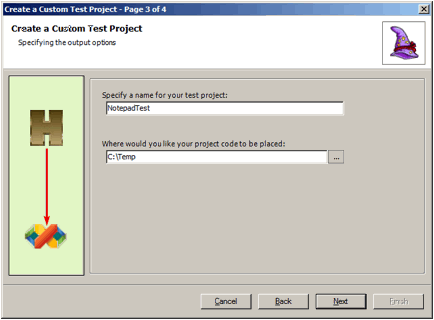 Create a Custom Test Project - Page 3 of 4
Create a Custom Test Project
Specifying the output options
Specify a name for your test project:
NotepadTest
Where would you like your project code to be placed:
C:\Temp
...
Cancel
Back
Next
Finish